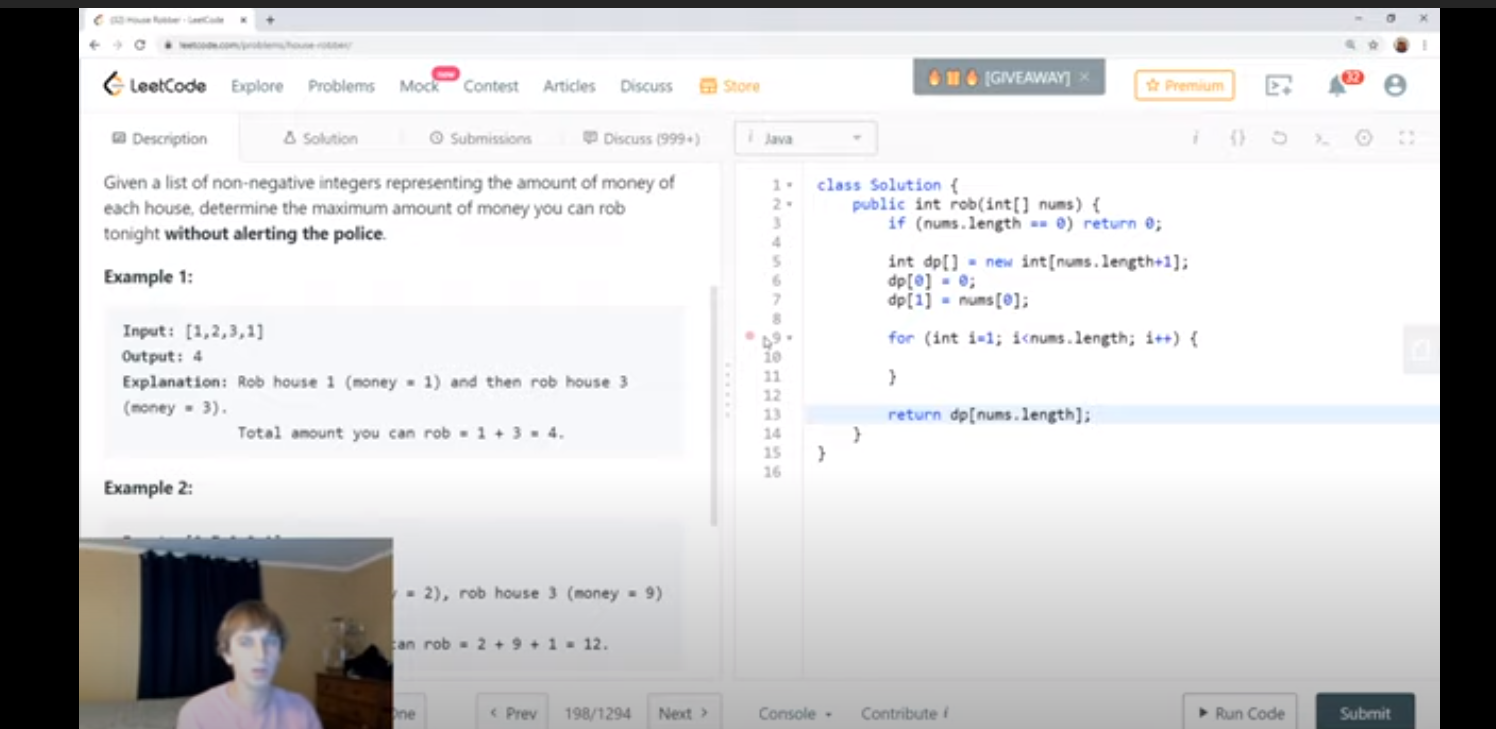 (32) House Robber - LeetCode × +
leetcode.com/problems/house-robber/
LeetCode Explore Problems Mock new Contest Articles Discuss Store [GIVEAWAY] × Premium 32
Description Solution Submissions Discuss (999+) i Java i {}
Given a list of non-negative integers representing the amount of money of
each house, determine the maximum amount of money you can rob
tonight without alerting the police.
Example 1:
Input: [1,2,3,1]
Output: 4
Explanation: Rob house 1 (money = 1) and then rob house 3
(money = 3).
Total amount you can rob = 1 + 3 = 4.
Example 2:
= 2), rob house 3 (money = 9)
can rob = 2 + 9 + 1 = 12.
1 class Solution {
2 public int rob(int[] nums) {
3 if (nums.length == 0) return 0;
4
5 int dp[] = new int[nums.length+1];
6 dp[0] = 0;
7 dp[1] = nums[0];
8
9 for (int i=1; i<nums.length; i++) {
10
11 }
12
13 return dp[nums.length];
14 }
15 }
16
< Prev 198/1294 Next > Console Contribute i Run Code Submit